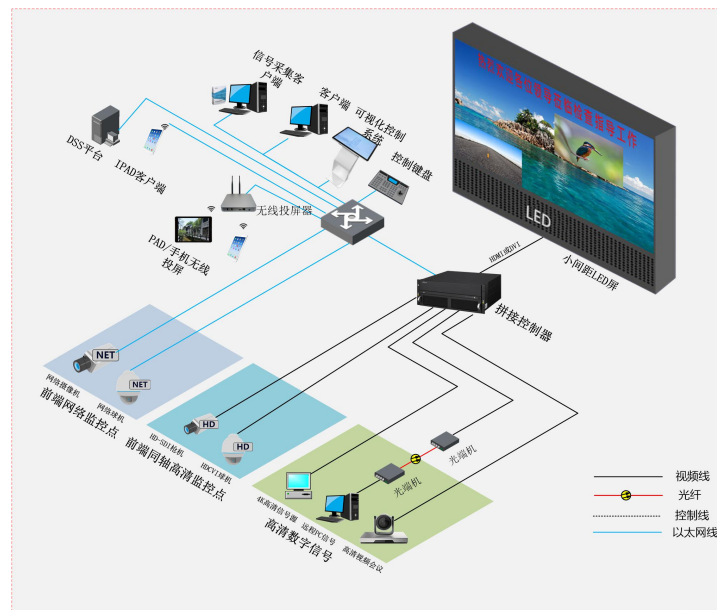 信号采集客
户端
客户端
可视化控制
系统
控制键盘
DSS平台
IPAD客户端
无线投屏器
PAD/手机无线
投屏
LED
小间距LED屏
HDMI或DVI
拼接控制器
NET
NET
网络摄像机
网络球机
前端网络监控点
HD
HD
HD-SDI枪机
HDCVI球机
前端同轴高清监控点
光端机
光端机
4K高清信号源
远程PC信号
高清视频会议
高清数字信号
视频线
光纤
控制线
以太网线